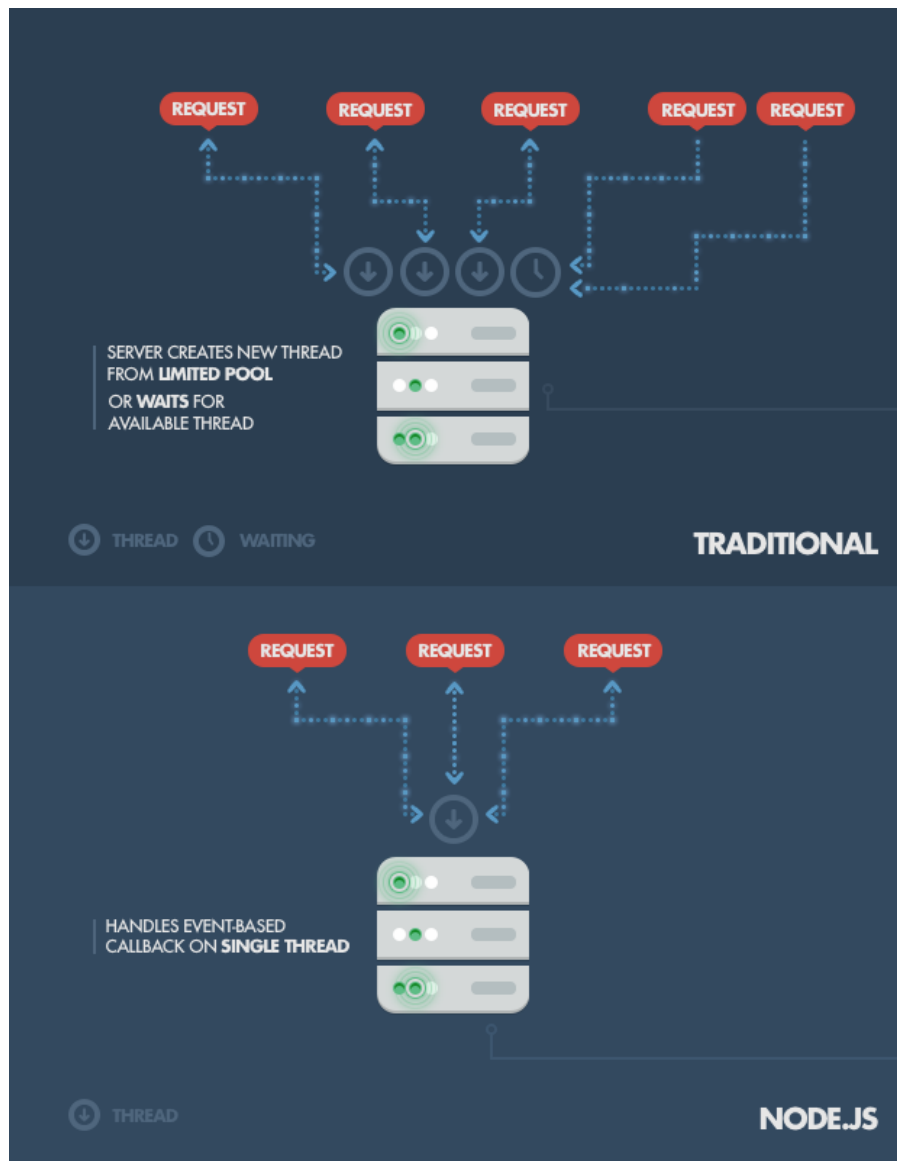 REQUEST
REQUEST
REQUEST
REQUEST
REQUEST
SERVER CREATES NEW THREAD
FROM LIMITED POOL
OR WAITS FOR
AVAILABLE THREAD
THREAD
WAITING
TRADITIONAL
REQUEST
REQUEST
REQUEST
HANDLES EVENT-BASED
CALLBACK ON SINGLE THREAD
THREAD
NODE.JS